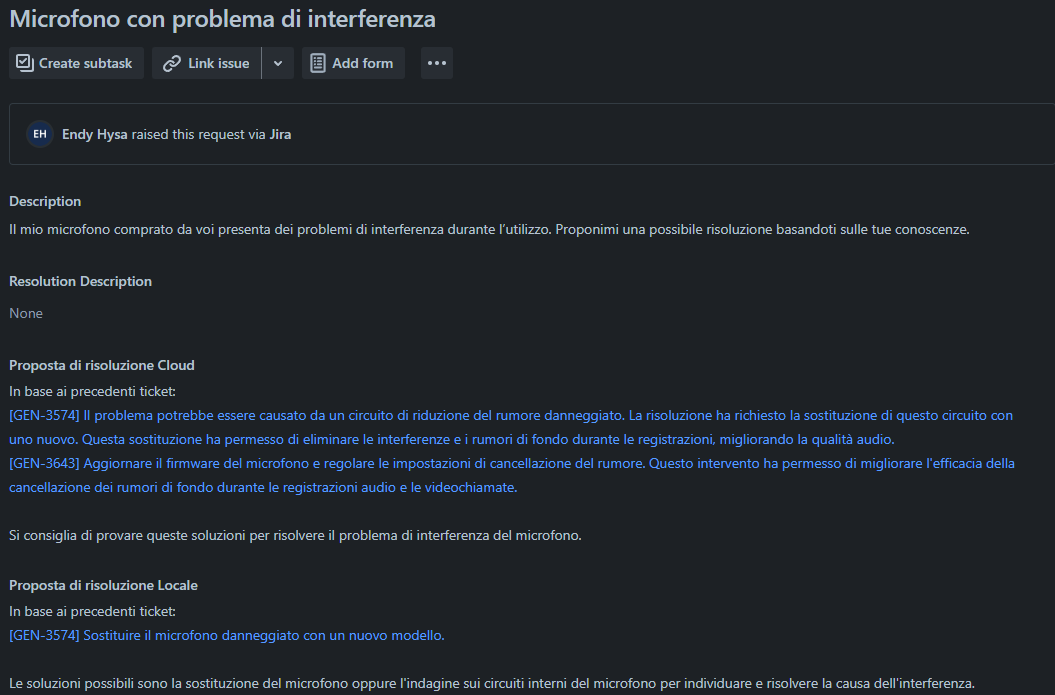 Microfono con problema di interferenza
Create subtask
Link issue
Add form
EH
Endy Hysa raised this request via Jira
Description
Il mio microfono comprato da voi presenta dei problemi di interferenza durante l'utilizzo. Proponimi una possibile risoluzione basandoti sulle tue conoscenze.
Resolution Description
None
Proposta di risoluzione Cloud
In base ai precedenti ticket:
[GEN-3574] Il problema potrebbe essere causato da un circuito di riduzione del rumore danneggiato. La risoluzione ha richiesto la sostituzione di questo circuito con
uno nuovo. Questa sostituzione ha permesso di eliminare le interferenze e i rumori di fondo durante le registrazioni, migliorando la qualità audio.
[GEN-3643] Aggiornare il firmware del microfono e regolare le impostazioni di cancellazione del rumore. Questo intervento ha permesso di migliorare l'efficacia della
cancellazione dei rumori di fondo durante le registrazioni audio e le videochiamate.
Si consiglia di provare queste soluzioni per risolvere il problema di interferenza del microfono.
Proposta di risoluzione Locale
In base ai precedenti ticket:
[GEN-3574] Sostituire il microfono danneggiato con un nuovo modello.
Le soluzioni possibili sono la sostituzione del microfono oppure l'indagine sui circuiti interni del microfono per individuare e risolvere la causa dell'interferenza.